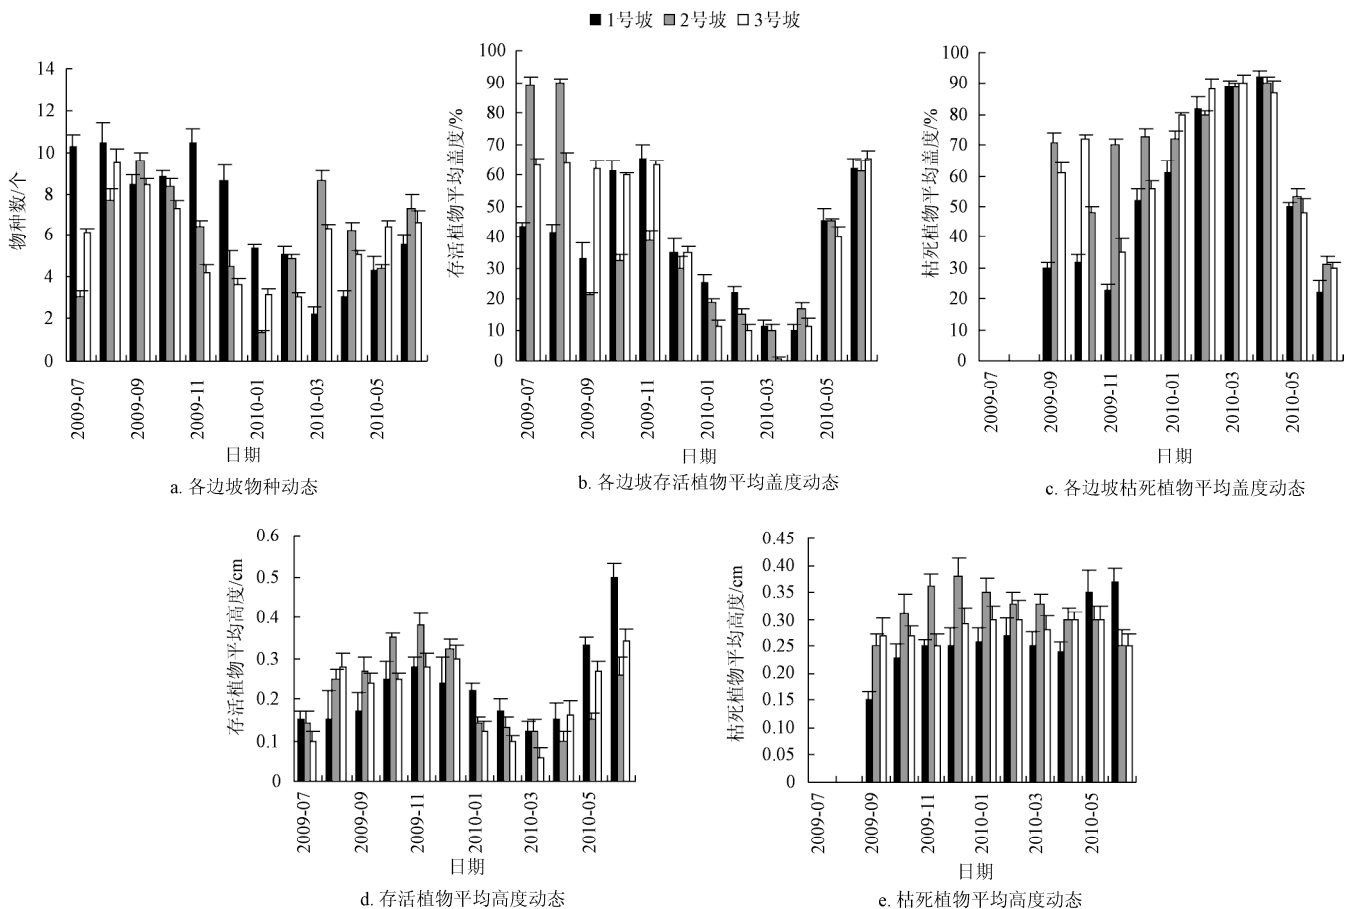 1号坡 2号坡 3号坡
物种数/个
14
12
10
8
6
4
2
0
2009-07 2009-09 2009-11 2010-01 2010-03 2010-05
日期
a. 各边坡物种动态
存活植物平均盖度/%
100
90
80
70
60
50
40
30
20
10
0
2009-07 2009-09 2009-11 2010-01 2010-03 2010-05
日期
b. 各边坡存活植物平均盖度动态
枯死植物平均盖度/%
100
90
80
70
60
50
40
30
20
10
0
2009-07 2009-09 2009-11 2010-01 2010-03 2010-05
日期
c. 各边坡枯死植物平均盖度动态
存活植物平均高度/cm
0.6
0.5
0.4
0.3
0.2
0.1
0
2009-07 2009-09 2009-11 2010-01 2010-03 2010-05
日期
d. 存活植物平均高度动态
枯死植物平均高度/cm
0.45
0.40
0.35
0.30
0.25
0.20
0.15
0.10
0.05
0
2009-07 2009-09 2009-11 2010-01 2010-03 2010-05
日期
e. 枯死植物平均高度动态